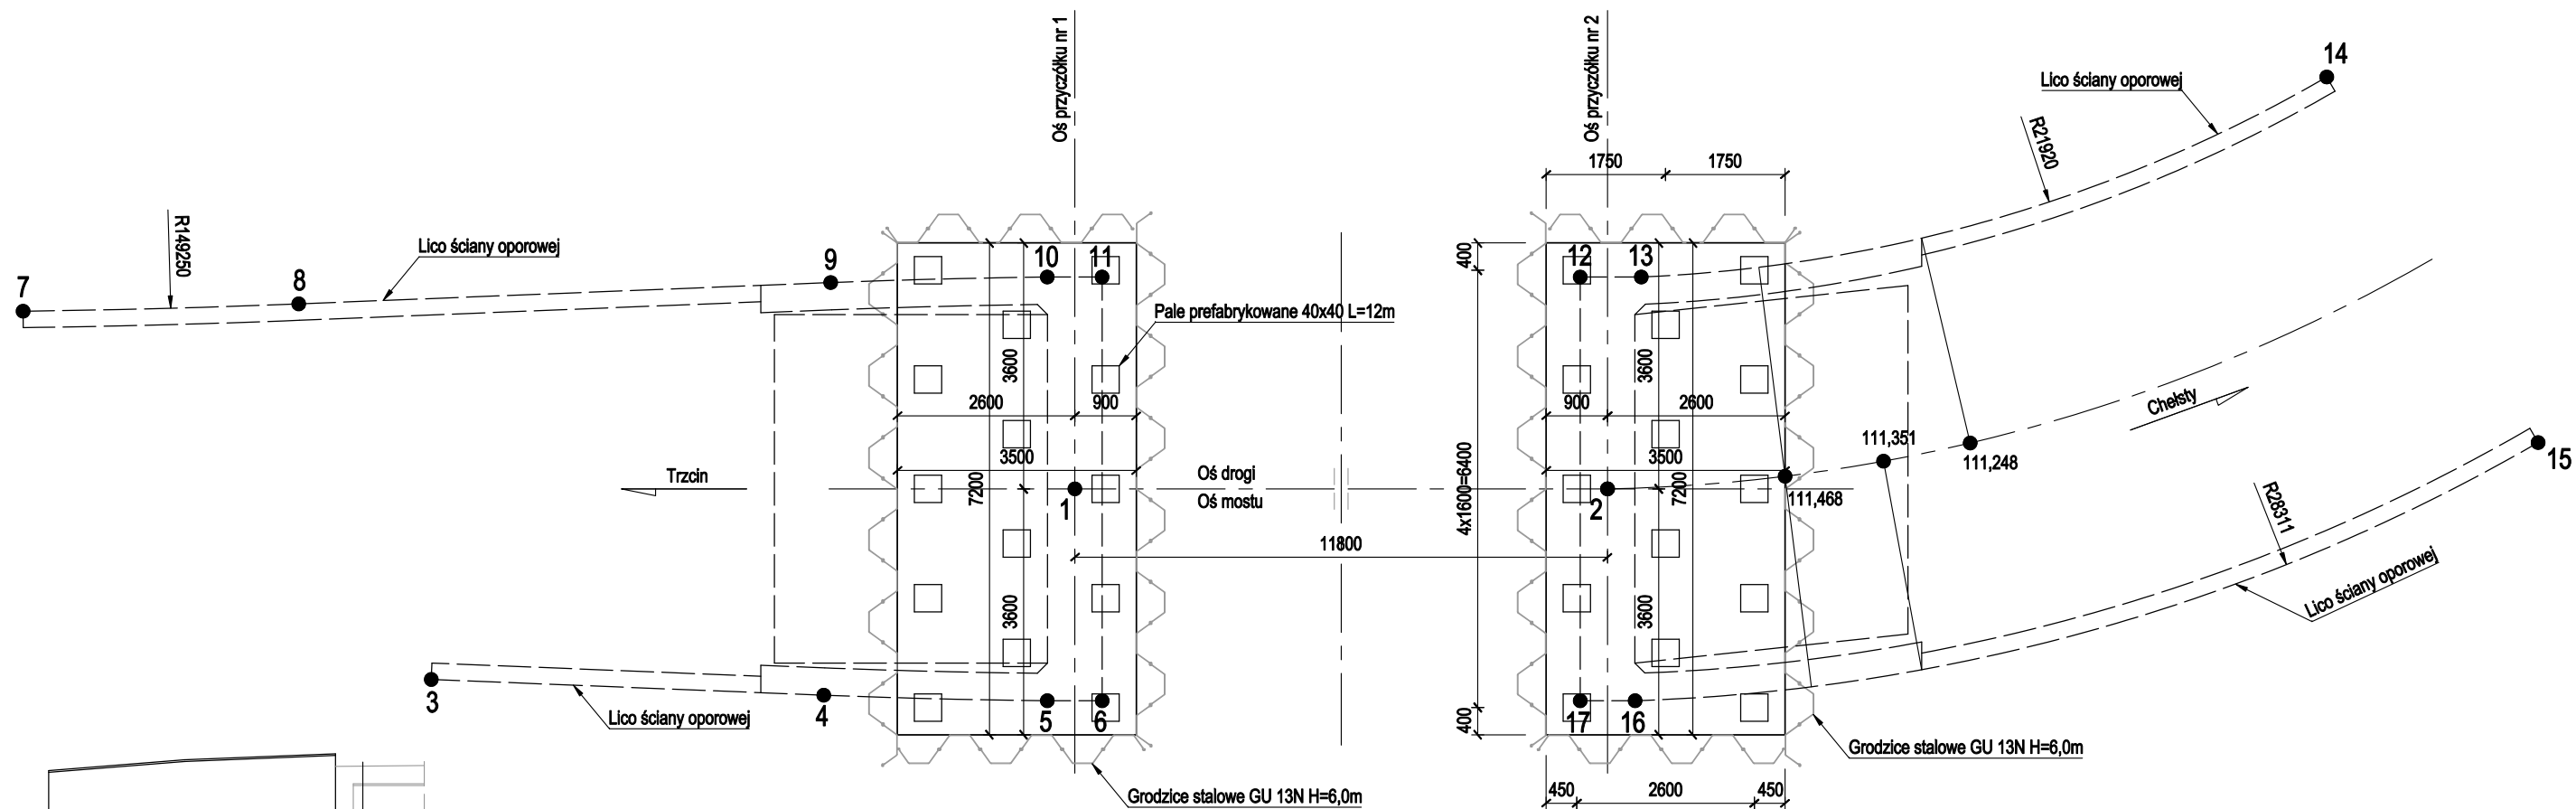 Oś przyczółku nr 1
Oś przyczółku nr 2
14
Lico ściany oporowej
R21920
1750
1750
R149250
Lico ściany oporowej
7
8
9
10
11
12
13
400
Pale prefabrykowane 40x40 L=12m
3600
3600
2600
900
900
2600
Chełsty
111,351
111,248
15
3500
3500
Trzcin
Oś drogi
Oś mostu
7200
7200
1
2
111,468
4x1600=6400
R28311
11800
3600
3600
Lico ściany oporowej
3
4
5
6
17
16
400
Lico ściany oporowej
Grodzice stalowe GU 13N H=6,0m
Grodzice stalowe GU 13N H=6,0m
450
2600
450